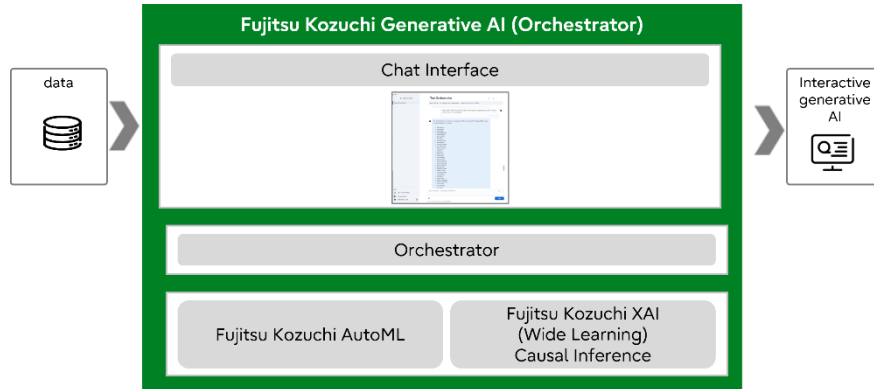 Fujitsu Kozuchi Generative AI (Orchestrator)
data
Chat Interface
Interactive
generative
AI
Orchestrator
Fujitsu Kozuchi AutoML
Fujitsu Kozuchi XAI
(Wide Learning)
Causal Inference